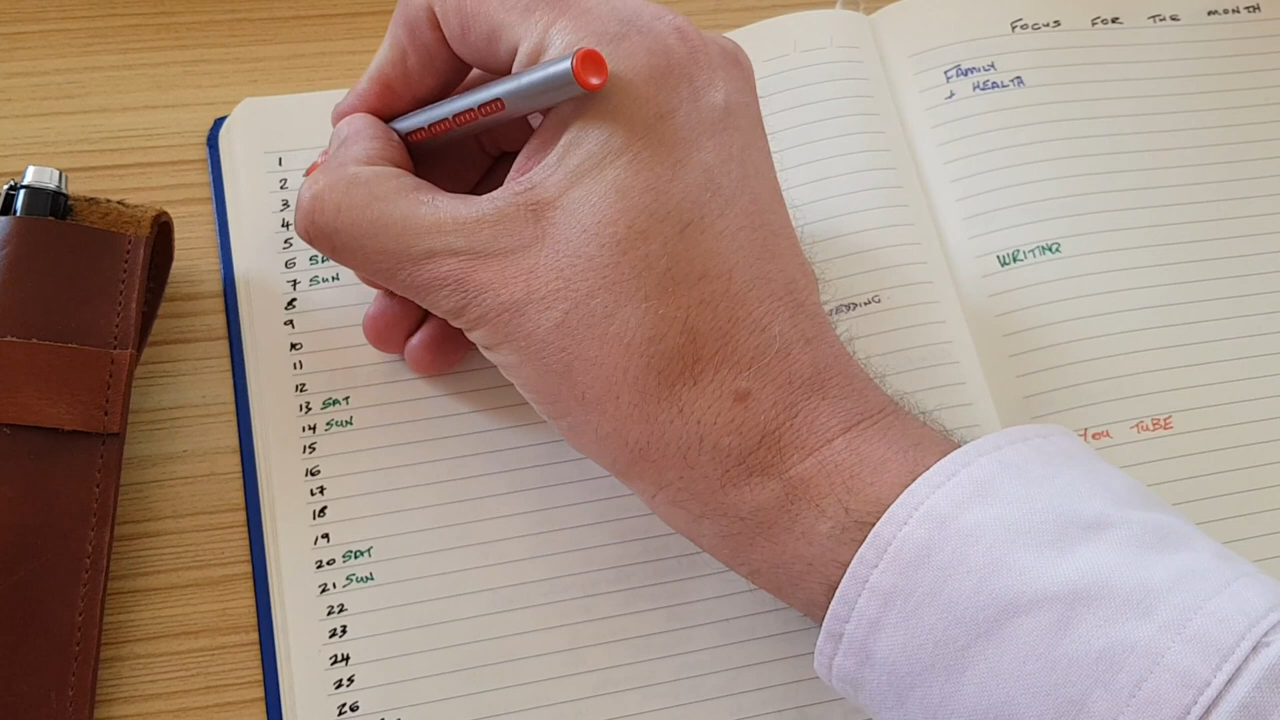 1
2
3
4
5
6 SA
7 SUN
8
9
10
11
12
13 SAT
14 SUN
15
16
17
18
19
20 SAT
21 SUN
22
23
24
25
26
FOCUS FOR THE MONTH
FAMILY
+ HEALTH
WRITING
YOU TUBE